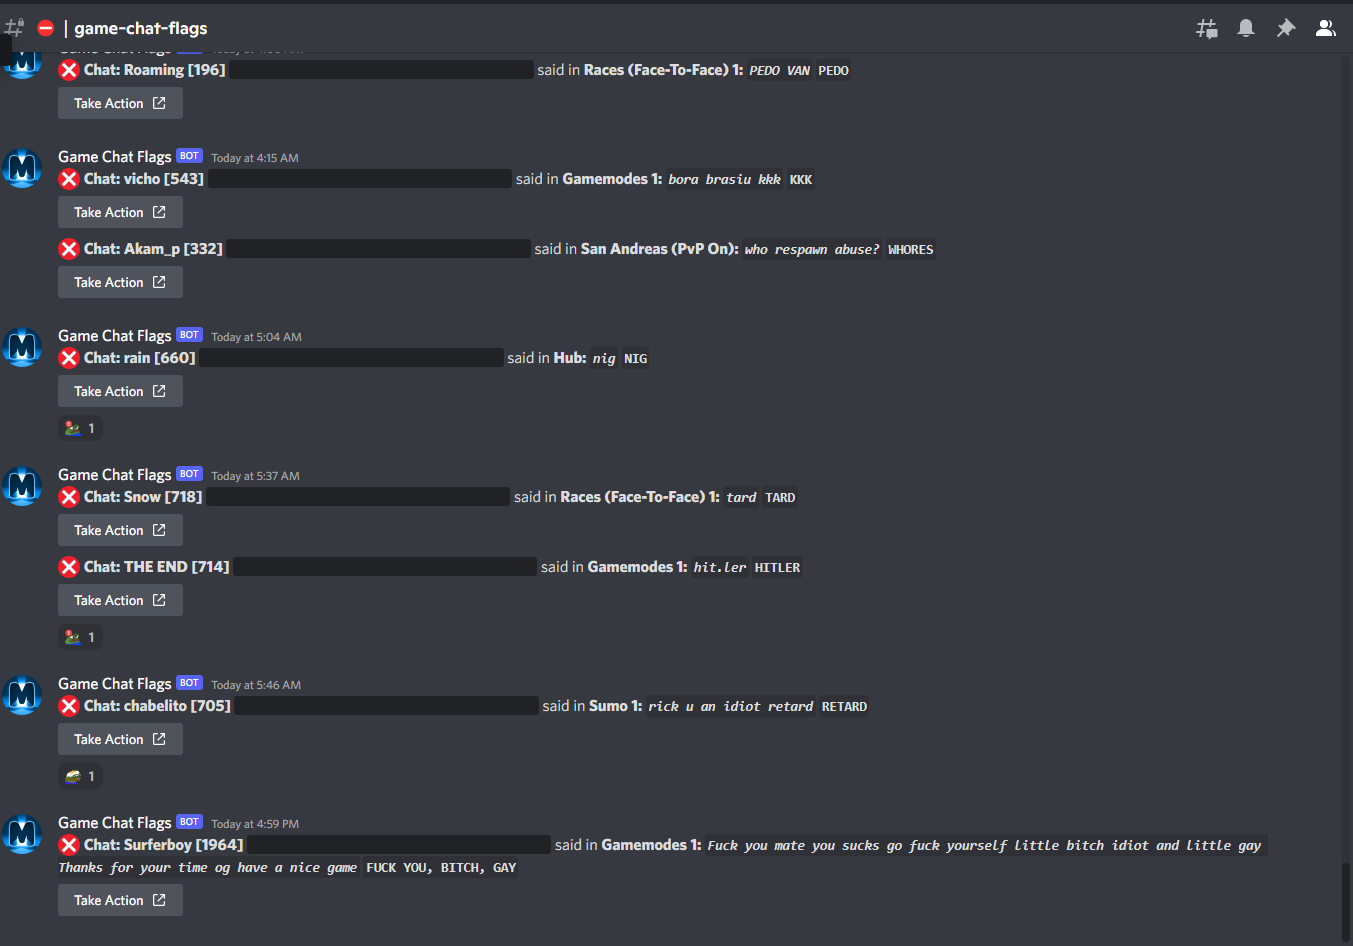 | game-chat-flags
Chat: Roaming [196] said in Races (Face-To-Face) 1: PEDO VAN PEDO
Take Action
Game Chat Flags BOT Today at 4:15 AM
Chat: vicho [543] said in Gamemodes 1: bora brasiu kkk KKK
Take Action
Chat: Akam_p [332] said in San Andreas (PvP On): who respawn abuse? WHORES
Take Action
Game Chat Flags BOT Today at 5:04 AM
Chat: rain [660] said in Hub: nig NIG
Take Action
1
Game Chat Flags BOT Today at 5:37 AM
Chat: Snow [718] said in Races (Face-To-Face) 1: tard TARD
Take Action
Chat: THE END [714] said in Gamemodes 1: hit.ler HITLER
Take Action
1
Game Chat Flags BOT Today at 5:46 AM
Chat: chabelito [705] said in Sumo 1: rick u an idiot retard RETARD
Take Action
1
Game Chat Flags BOT Today at 4:59 PM
Chat: Surferboy [1964] said in Gamemodes 1: Fuck you mate you sucks go fuck yourself little bitch idiot and little gay
Thanks for your time og have a nice game FUCK YOU, BITCH, GAY
Take Action